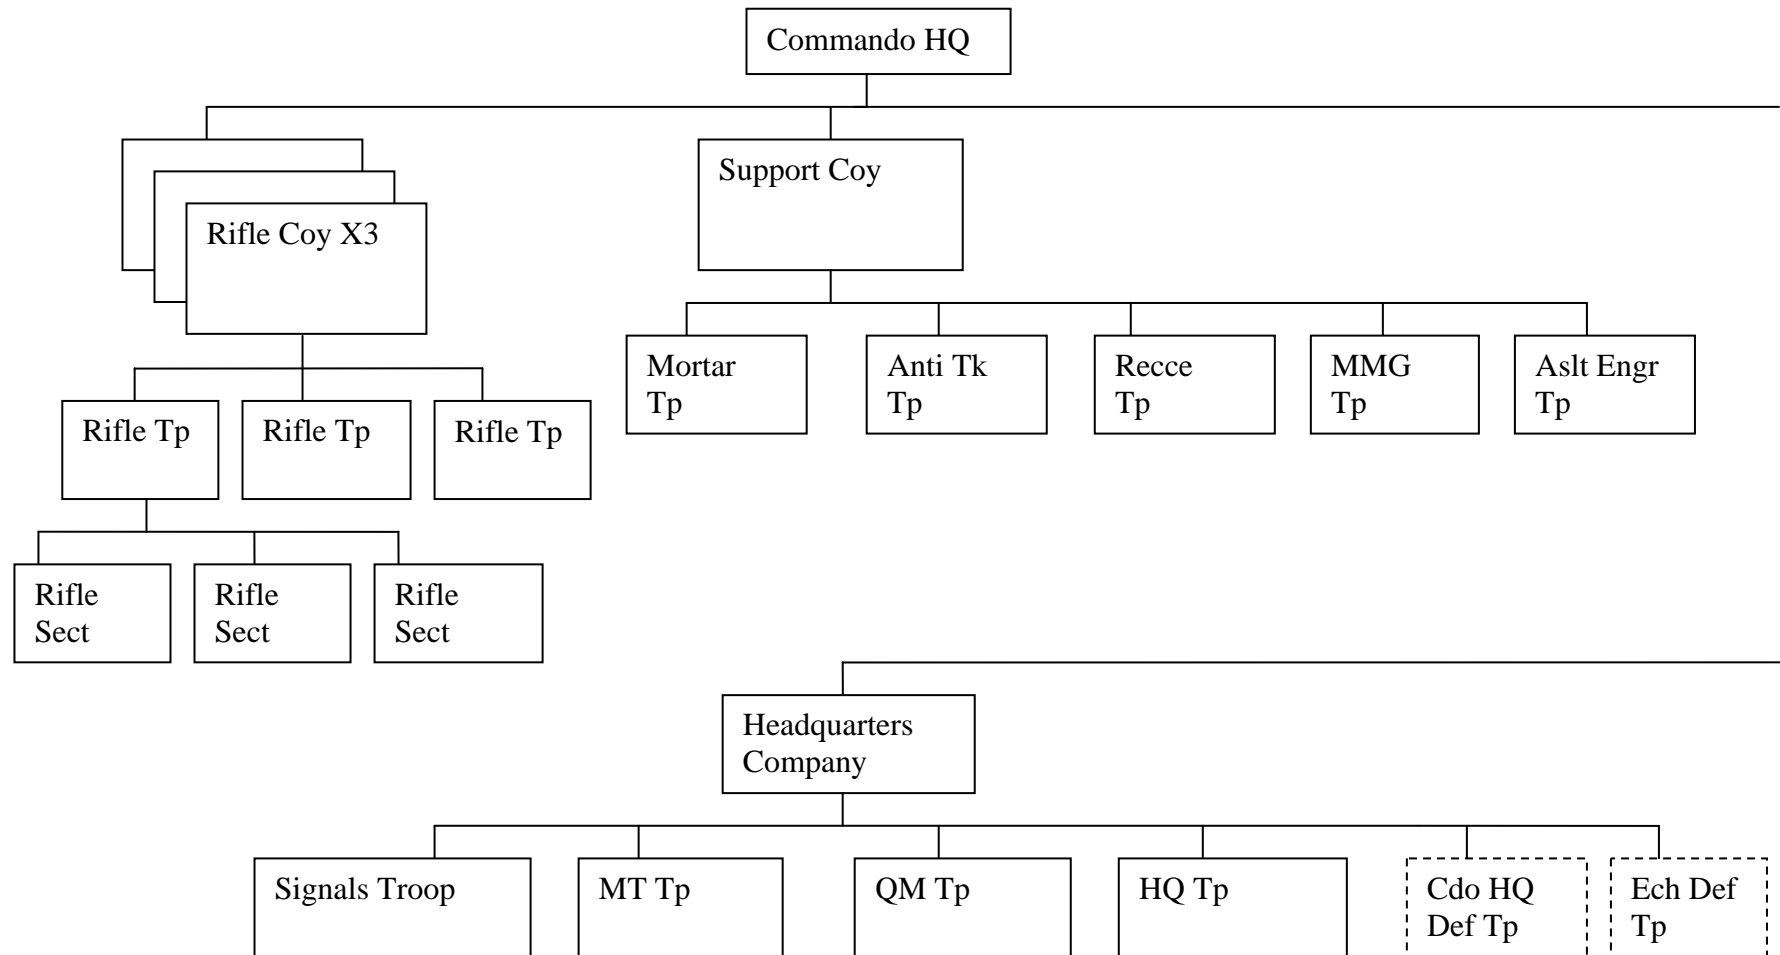 Commando HQ
Support Coy
Rifle Coy X3
Mortar
Tp
Anti Tk
Tp
Recce
Tp
MMG
Tp
Aslt Engr
Tp
Rifle Tp
Rifle Tp
Rifle Tp
Rifle
Sect
Rifle
Sect
Rifle
Sect
Headquarters
Company
Signals Troop
MT Tp
QM Tp
HQ Tp
Cdo HQ
Def Tp
Ech Def
Tp